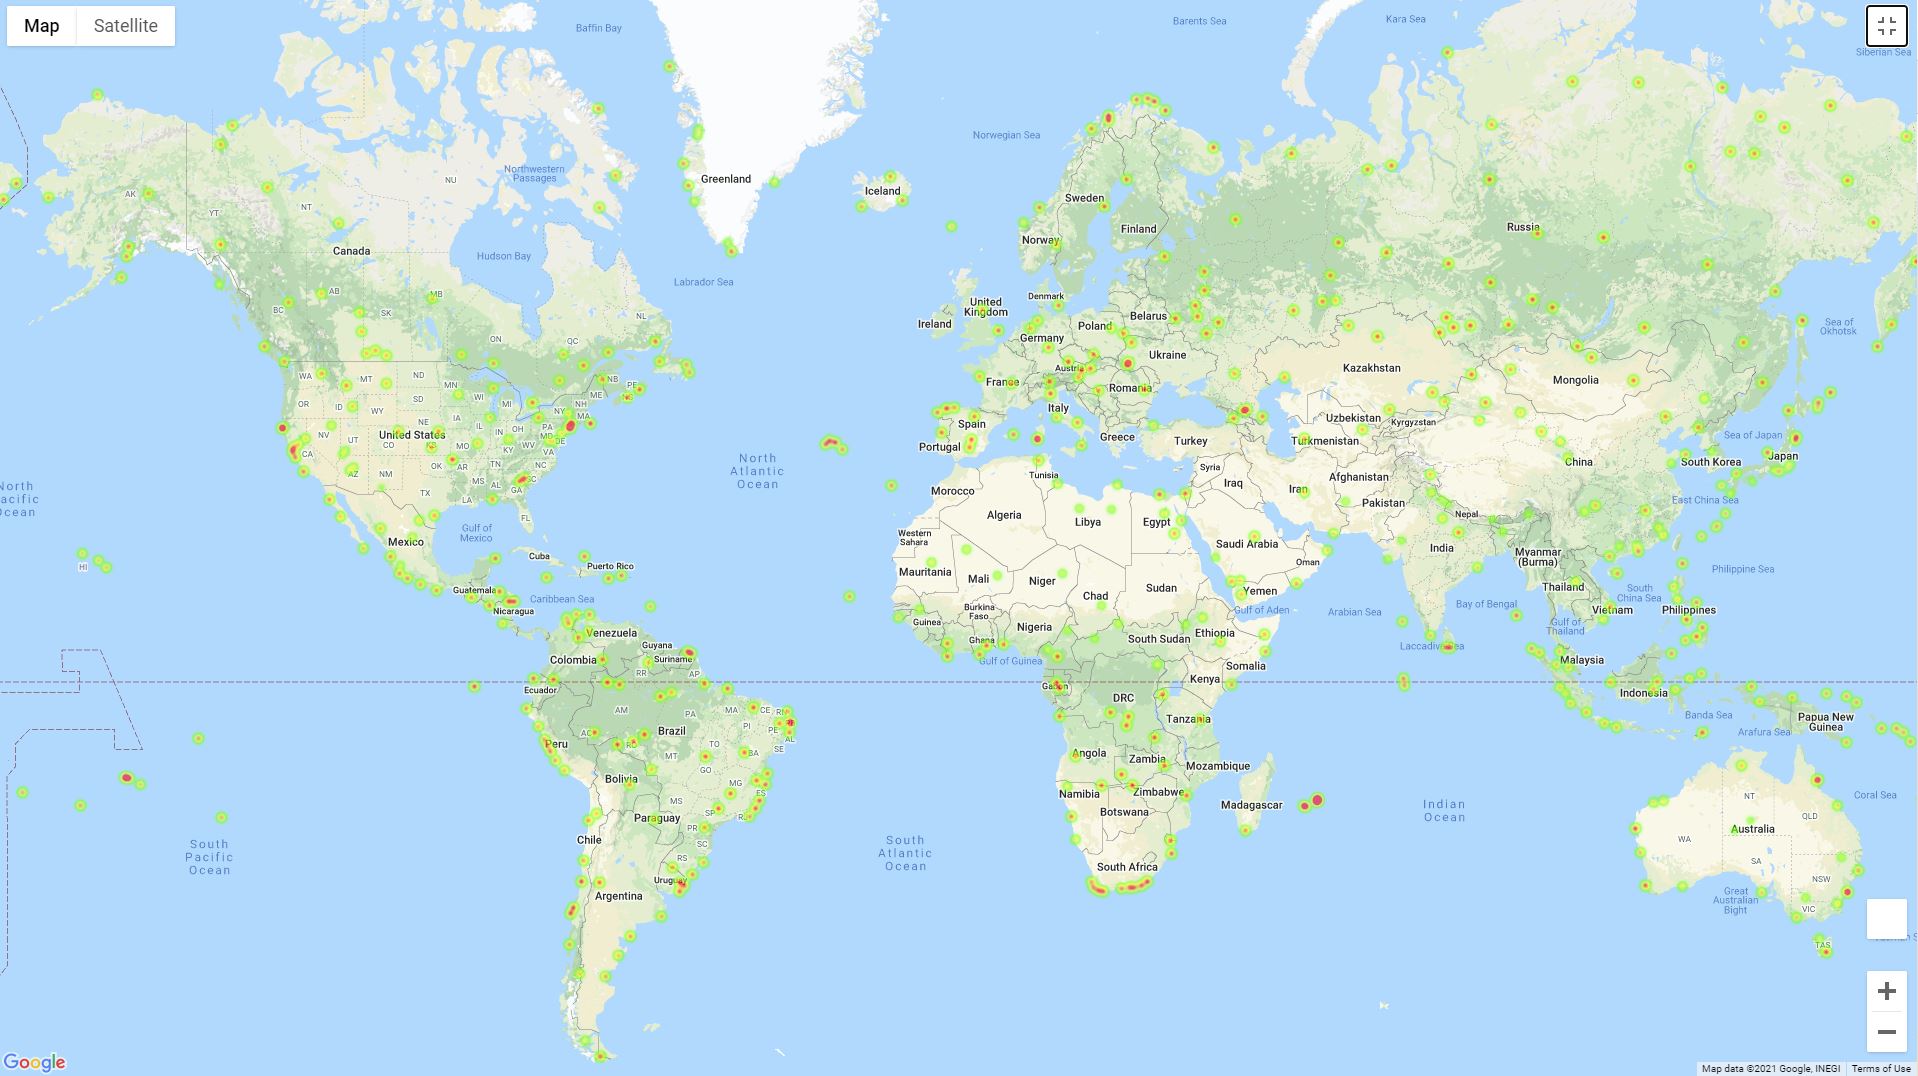 Map
Satellite
Baffin Bay
Barents Sea
Kara Sea
Siberian Sea
Norwegian Sea
Northwestern
Passages
Greenland
NU
Iceland
AK
YT
NT
Sweden
Finland
Norway
Russia
Canada
Hudson Bay
Labrador Sea
AB
MB
BC
SK
NL
ON
QC
Denmark
United
Kingdom
Ireland
Belarus
Poland
Germany
Ukraine
Sea of
Okhotsk
WA
MT
ND
MN
NB
PE
NS
ME
Austria
France
Romania
Kazakhstan
Mongolia
OR
ID
WY
SD
WI
MI
NY
NH
MA
Italy
Spain
Portugal
Greece
Turkey
Uzbekistan
Kyrgyzstan
Turkmenistan
NV
UT
CO
United States
KS
MO
IL
IN
OH
PA
MD
DE
WV
VA
KY
Sea of Japan
Japan
South Korea
China
CA
AZ
NM
OK
AR
TN
NC
SC
MS
AL
GA
TX
LA
FL
North
Atlantic
Ocean
North
Pacific
Ocean
Tunisia
Morocco
Syria
Iraq
Iran
Afghanistan
Pakistan
Nepal
East China Sea
Algeria
Libya
Egypt
Western
Sahara
Gulf of
Mexico
Mexico
Cuba
Puerto Rico
HI
Saudi Arabia
Oman
India
Myanmar
(Burma)
Mauritania
Mali
Niger
Chad
Sudan
Yemen
Gulf of Aden
Arabian Sea
Bay of Bengal
Thailand
Vietnam
South
China Sea
Philippine Sea
Philippines
Guatemala
Nicaragua
Caribbean Sea
Burkina
Faso
Guinea
Ghana
Nigeria
Gulf of Guinea
South Sudan
Ethiopia
Somalia
Gulf of
Thailand
Laccadive Sea
Malaysia
Venezuela
Guyana
Suriname
Colombia
RR
AP
Ecuador
Gabon
DRC
Kenya
Tanzania
Indonesia
Banda Sea
Papua New
Guinea
Arafura Sea
AM
PA
MA
CE
RN
PI
PE
AL
SE
Brazil
AC
RO
TO
BA
MT
GO
Peru
Bolivia
MG
ES
MS
SP
RJ
PR
SC
RS
Paraguay
Chile
Uruguay
Argentina
Angola
Zambia
Mozambique
Namibia
Zimbabwe
Botswana
Madagascar
South Africa
South
Pacific
Ocean
South
Atlantic
Ocean
Indian
Ocean
NT
QLD
Coral Sea
WA
Australia
SA
NSW
VIC
TAS
Great
Australian
Bight
Google
Map data ©2021 Google, INEGI
Terms of Use